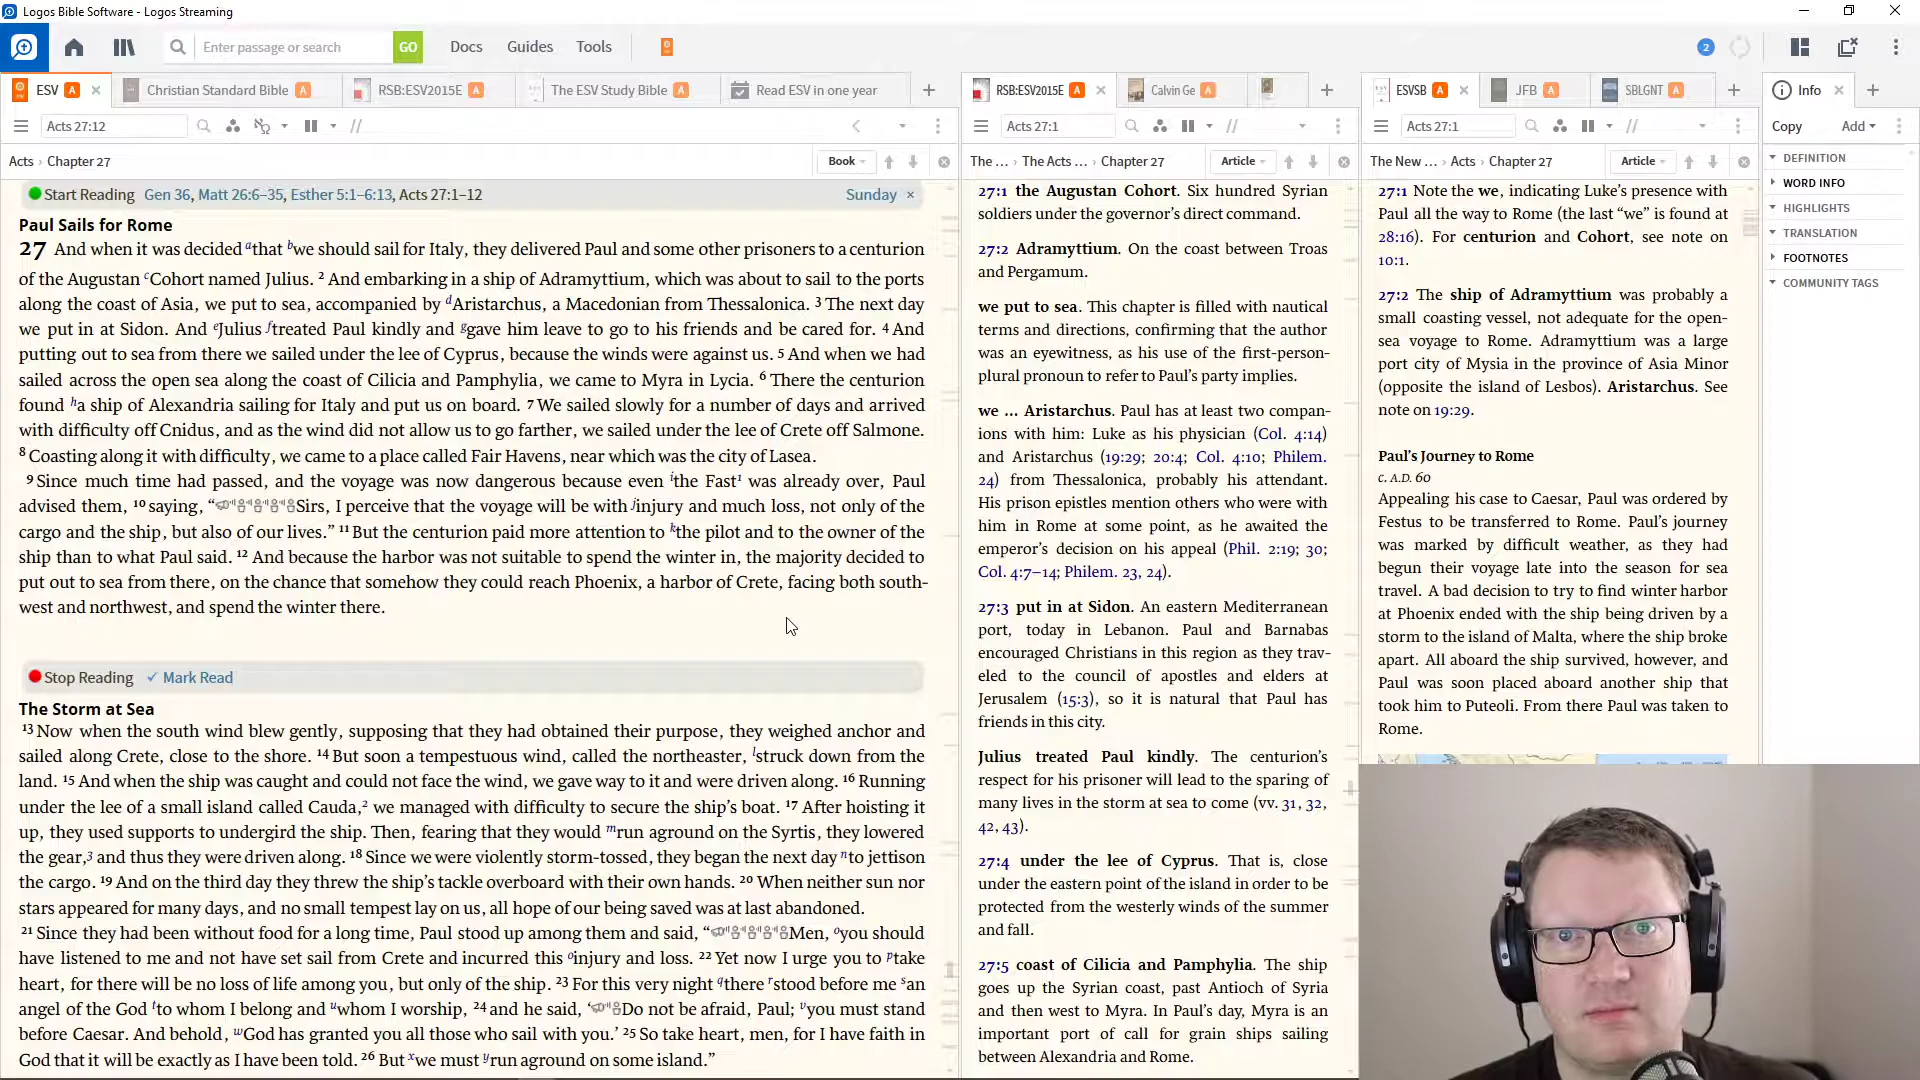 Logos Bible Software - Logos Streaming
Enter passage or search GO Docs Guides Tools 2
ESV A Christian Standard Bible A RSB:ESV2015E A The ESV Study Bible A Read ESV in one year
Acts 27:12
Acts › Chapter 27 Book
Start Reading Gen 36, Matt 26:6–35, Esther 5:1–6:13, Acts 27:1–12 Sunday ×
Paul Sails for Rome
27 And when it was decided ᵃthat ᵇwe should sail for Italy, they delivered Paul and some other prisoners to a centurion
of the Augustan ᶜCohort named Julius. ² And embarking in a ship of Adramyttium, which was about to sail to the ports
along the coast of Asia, we put to sea, accompanied by ᵈAristarchus, a Macedonian from Thessalonica. ³ The next day
we put in at Sidon. And ᵉJulius ᶠtreated Paul kindly and ᵍgave him leave to go to his friends and be cared for. ⁴ And
putting out to sea from there we sailed under the lee of Cyprus, because the winds were against us. ⁵ And when we had
sailed across the open sea along the coast of Cilicia and Pamphylia, we came to Myra in Lycia. ⁶ There the centurion
found ʰa ship of Alexandria sailing for Italy and put us on board. ⁷ We sailed slowly for a number of days and arrived
with difficulty off Cnidus, and as the wind did not allow us to go farther, we sailed under the lee of Crete off Salmone.
⁸ Coasting along it with difficulty, we came to a place called Fair Havens, near which was the city of Lasea.
⁹ Since much time had passed, and the voyage was now dangerous because even ⁱthe Fast¹ was already over, Paul
advised them, ¹⁰ saying, “Sirs, I perceive that the voyage will be with ʲinjury and much loss, not only of the
cargo and the ship, but also of our lives.” ¹¹ But the centurion paid more attention to ᵏthe pilot and to the owner of the
ship than to what Paul said. ¹² And because the harbor was not suitable to spend the winter in, the majority decided to
put out to sea from there, on the chance that somehow they could reach Phoenix, a harbor of Crete, facing both south-
west and northwest, and spend the winter there.
Stop Reading ✓ Mark Read
The Storm at Sea
¹³ Now when the south wind blew gently, supposing that they had obtained their purpose, they weighed anchor and
sailed along Crete, close to the shore. ¹⁴ But soon a tempestuous wind, called the northeaster, ˡstruck down from the
land. ¹⁵ And when the ship was caught and could not face the wind, we gave way to it and were driven along. ¹⁶ Running
under the lee of a small island called Cauda,² we managed with difficulty to secure the ship’s boat. ¹⁷ After hoisting it
up, they used supports to undergird the ship. Then, fearing that they would ᵐrun aground on the Syrtis, they lowered
the gear,³ and thus they were driven along. ¹⁸ Since we were violently storm-tossed, they began the next day ⁿto jettison
the cargo. ¹⁹ And on the third day they threw the ship’s tackle overboard with their own hands. ²⁰ When neither sun nor
stars appeared for many days, and no small tempest lay on us, all hope of our being saved was at last abandoned.
²¹ Since they had been without food for a long time, Paul stood up among them and said, “Men, ᵒyou should
have listened to me and not have set sail from Crete and incurred this ᵒinjury and loss. ²² Yet now I urge you to ᵖtake
heart, for there will be no loss of life among you, but only of the ship. ²³ For this very night qthere ʳstood before me ˢan
angel of the God ᵗto whom I belong and ᵘwhom I worship, ²⁴ and he said, ‘Do not be afraid, Paul; ᵛyou must stand
before Caesar. And behold, ʷGod has granted you all those who sail with you.’ ²⁵ So take heart, men, for I have faith in
God that it will be exactly as I have been told. ²⁶ But ˣwe must ʸrun aground on some island.”
RSB:ESV2015E A Calvin Ge A
Acts 27:1
The ... › The Acts ... › Chapter 27 Article
27:1 the Augustan Cohort. Six hundred Syrian
soldiers under the governor’s direct command.
27:2 Adramyttium. On the coast between Troas
and Pergamum.
we put to sea. This chapter is filled with nautical
terms and directions, confirming that the author
was an eyewitness, as his use of the first-person-
plural pronoun to refer to Paul’s party implies.
we ... Aristarchus. Paul has at least two compan-
ions with him: Luke as his physician (Col. 4:14)
and Aristarchus (19:29; 20:4; Col. 4:10; Philem.
24) from Thessalonica, probably his attendant.
His prison epistles mention others who were with
him in Rome at some point, as he awaited the
emperor’s decision on his appeal (Phil. 2:19; 30;
Col. 4:7–14; Philem. 23, 24).
27:3 put in at Sidon. An eastern Mediterranean
port, today in Lebanon. Paul and Barnabas
encouraged Christians in this region as they trav-
eled to the council of apostles and elders at
Jerusalem (15:3), so it is natural that Paul has
friends in this city.
Julius treated Paul kindly. The centurion’s
respect for his prisoner will lead to the sparing of
many lives in the storm at sea to come (vv. 31, 32,
42, 43).
27:4 under the lee of Cyprus. That is, close
under the eastern point of the island in order to be
protected from the westerly winds of the summer
and fall.
27:5 coast of Cilicia and Pamphylia. The ship
goes up the Syrian coast, past Antioch of Syria
and then west to Myra. In Paul’s day, Myra is an
important port of call for grain ships sailing
between Alexandria and Rome.
ESVSB A JFB A SBLGNT A
Acts 27:1
The New ... › Acts › Chapter 27 Article
27:1 Note the we, indicating Luke’s presence with
Paul all the way to Rome (the last “we” is found at
28:16). For centurion and Cohort, see note on
10:1.
27:2 The ship of Adramyttium was probably a
small coasting vessel, not adequate for the open-
sea voyage to Rome. Adramyttium was a large
port city of Mysia in the province of Asia Minor
(opposite the island of Lesbos). Aristarchus. See
note on 19:29.
Paul’s Journey to Rome
c. A.D. 60
Appealing his case to Caesar, Paul was ordered by
Festus to be transferred to Rome. Paul’s journey
was marked by difficult weather, as they had
begun their voyage late into the season for sea
travel. A bad decision to try to find winter harbor
at Phoenix ended with the ship being driven by a
storm to the island of Malta, where the ship broke
apart. All aboard the ship survived, however, and
Paul was soon placed aboard another ship that
took him to Puteoli. From there Paul was taken to
Rome.
Info
Copy Add
DEFINITION
WORD INFO
HIGHLIGHTS
TRANSLATION
FOOTNOTES
COMMUNITY TAGS